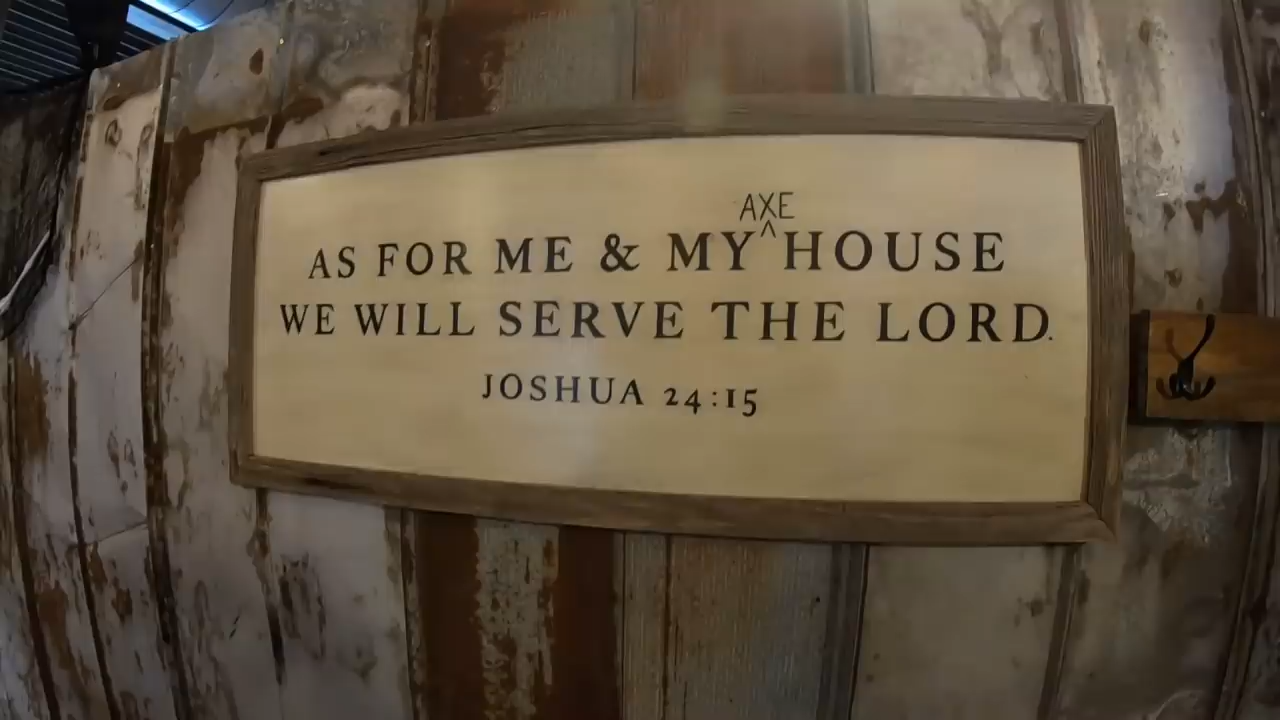 AXE
AS FOR ME & MY ^ HOUSE
WE WILL SERVE THE LORD.
JOSHUA 24:15